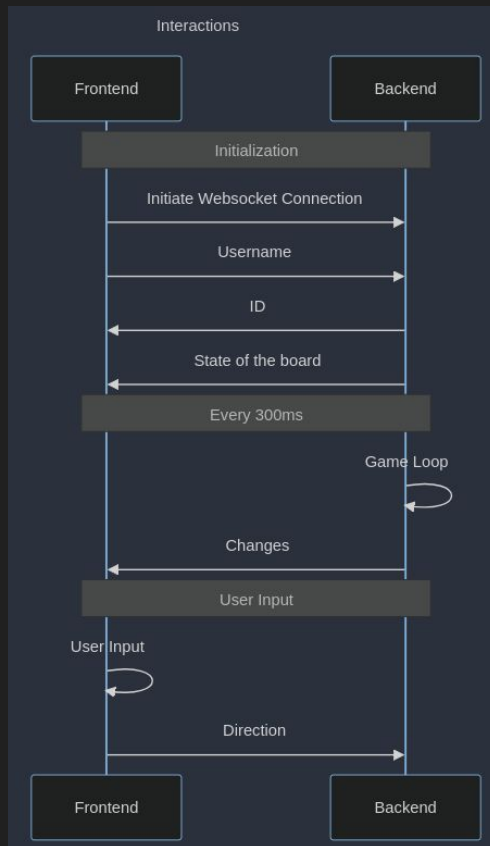 Interactions
Frontend
Backend
Initialization
Initiate Websocket Connection
Username
ID
State of the board
Every 300ms
Game Loop
Changes
User Input
User Input
Direction
Frontend
Backend